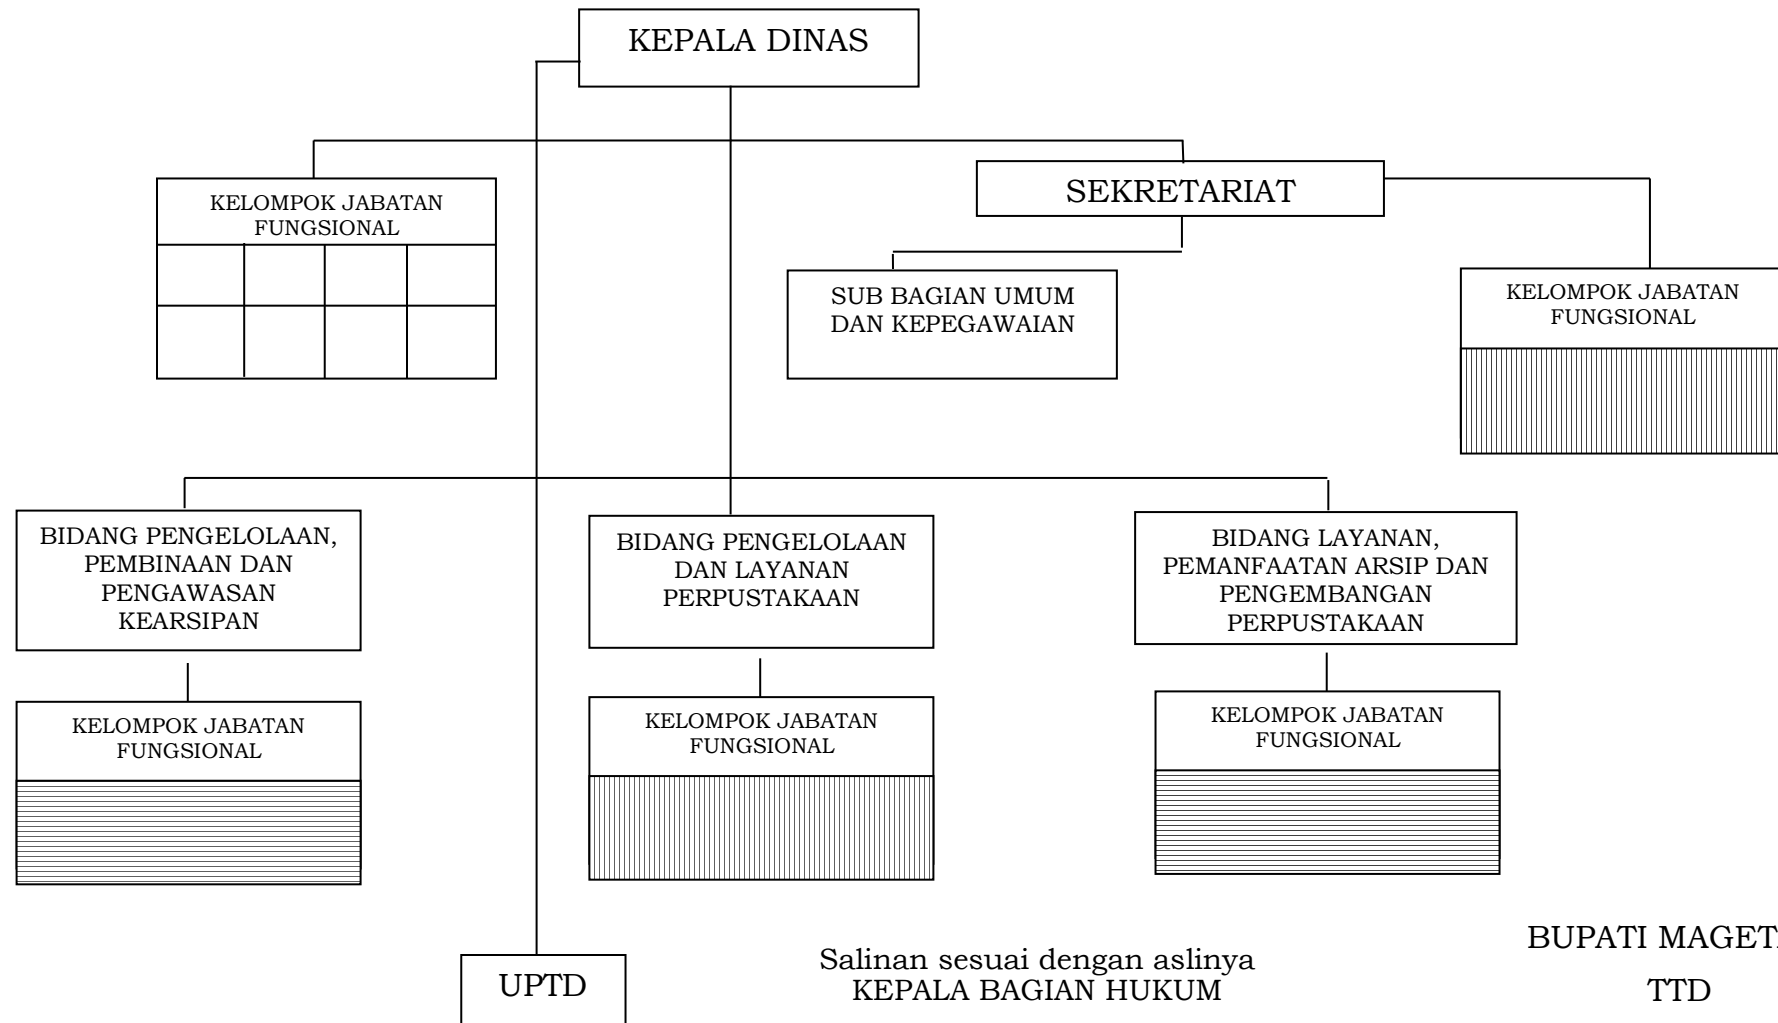 KEPALA DINAS
KELOMPOK JABATAN
FUNGSIONAL
SEKRETARIAT
SUB BAGIAN UMUM
DAN KEPEGAWAIAN
KELOMPOK JABATAN
FUNGSIONAL
BIDANG PENGELOLAAN,
PEMBINAAN DAN
PENGAWASAN
KEARSIPAN
BIDANG PENGELOLAAN
DAN LAYANAN
PERPUSTAKAAN
BIDANG LAYANAN,
PEMANFAATAN ARSIP DAN
PENGEMBANGAN
PERPUSTAKAAN
KELOMPOK JABATAN
FUNGSIONAL
KELOMPOK JABATAN
FUNGSIONAL
KELOMPOK JABATAN
FUNGSIONAL
UPTD
Salinan sesuai dengan aslinya
KEPALA BAGIAN HUKUM
BUPATI
TTD